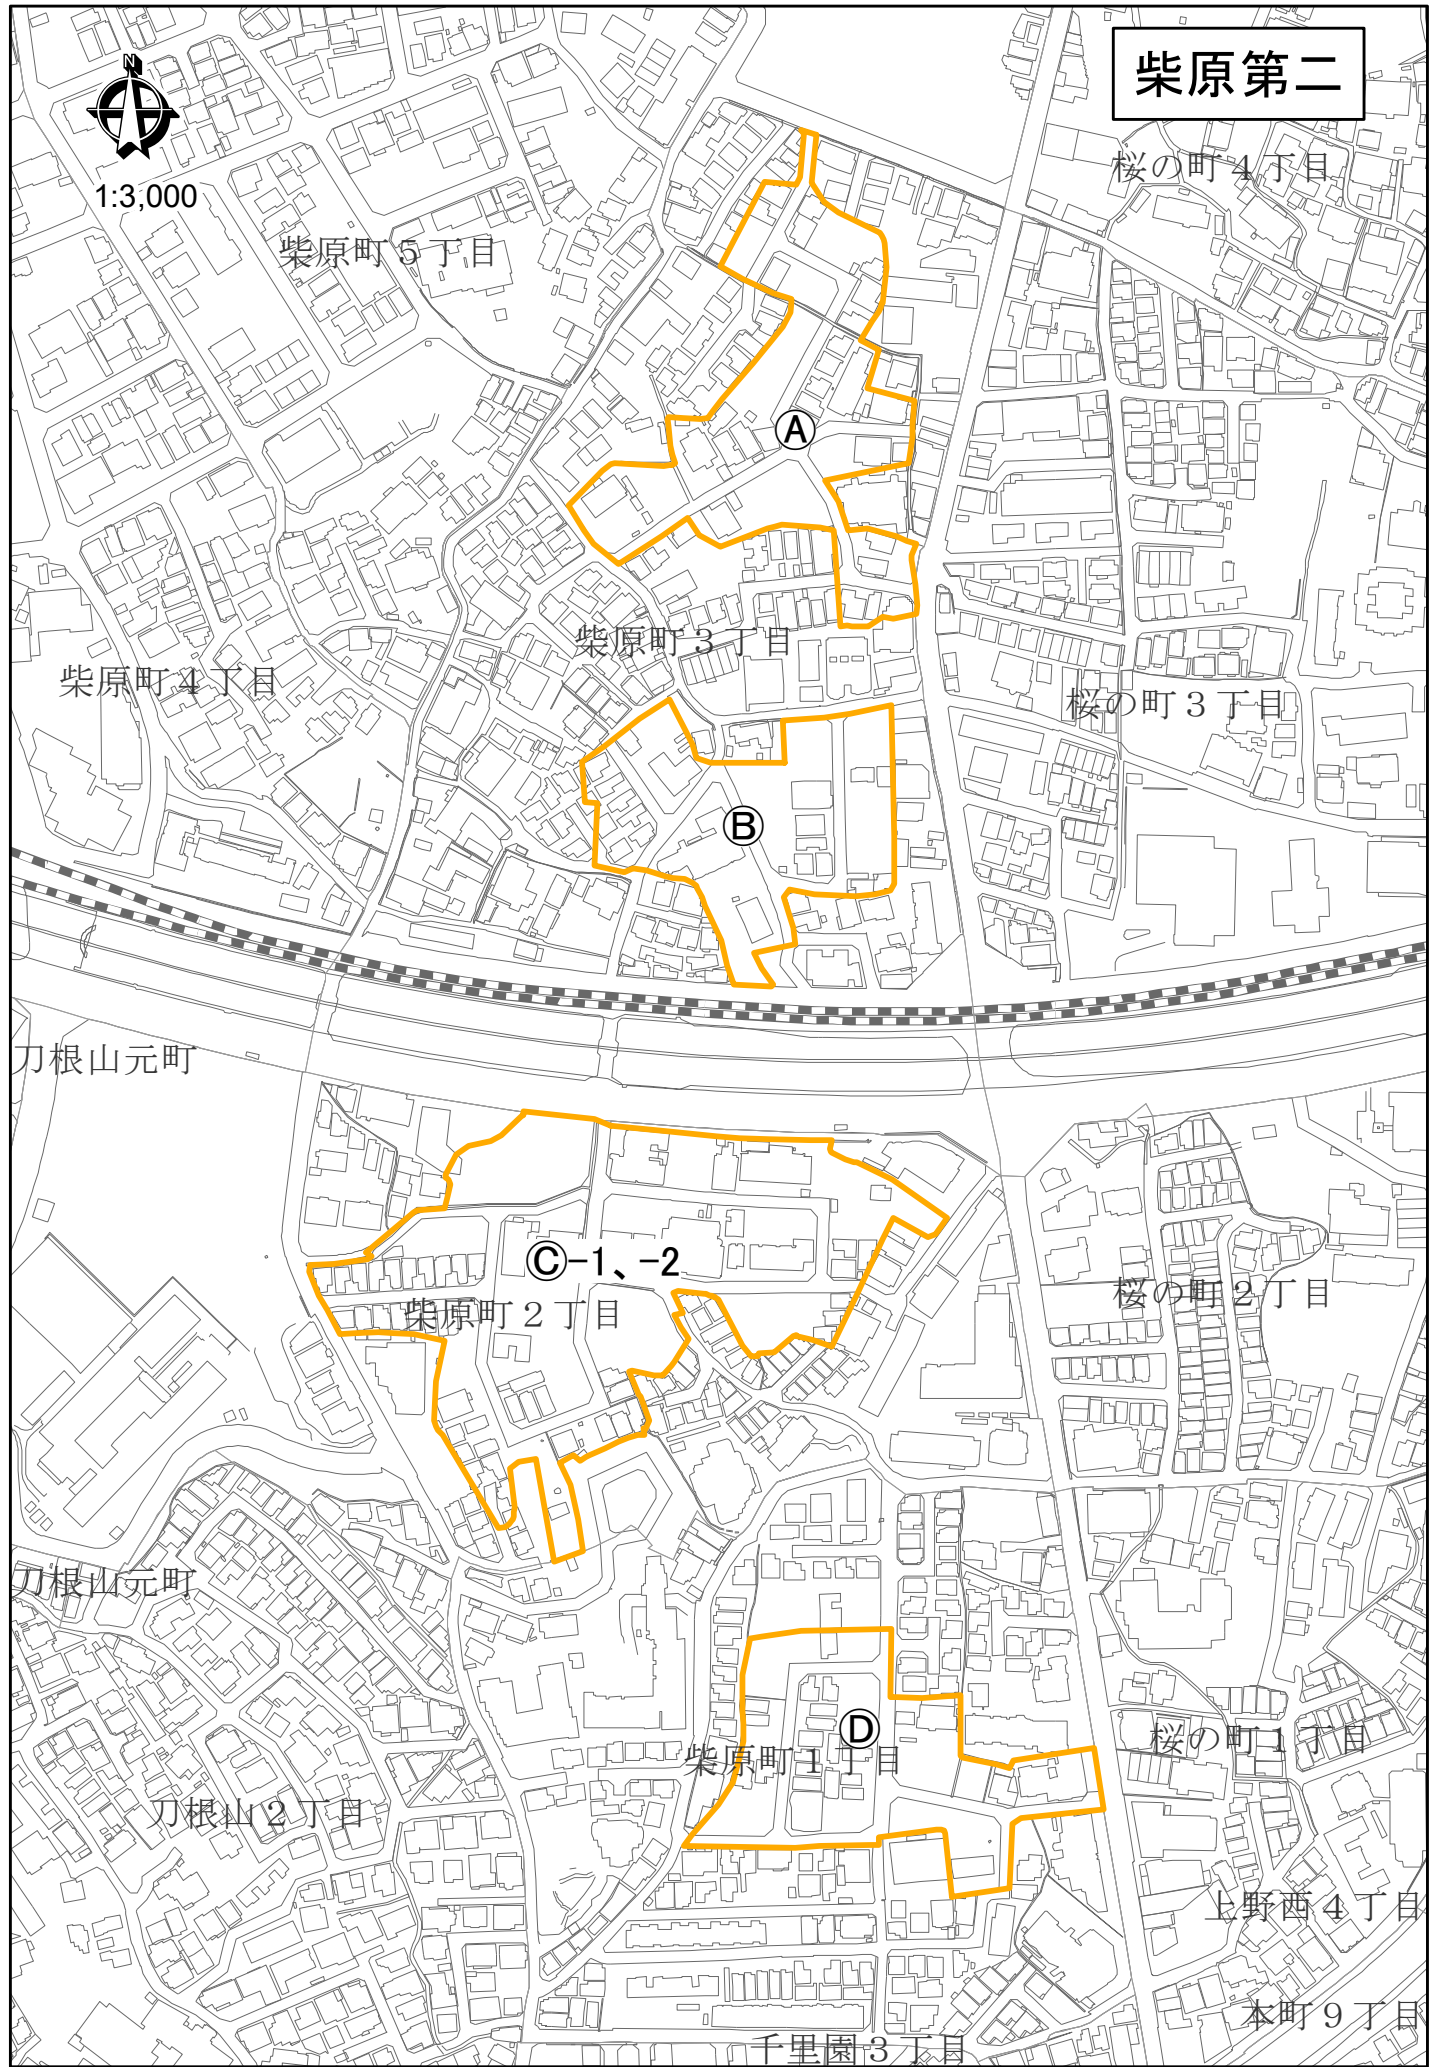 柴原第二
N
1:3,000
桜の町4丁目
柴原町5丁目
Ⓐ
柴原町3丁目
柴原町4丁目
桜の町3丁目
Ⓑ
刀根山元町
Ⓒ-1、-2
柴原町2丁目
桜の町2丁目
刀根山元町
Ⓓ
柴原町1丁目
桜の町1丁目
刀根山2丁目
上野西4丁目
本町9丁目
千里園3丁目